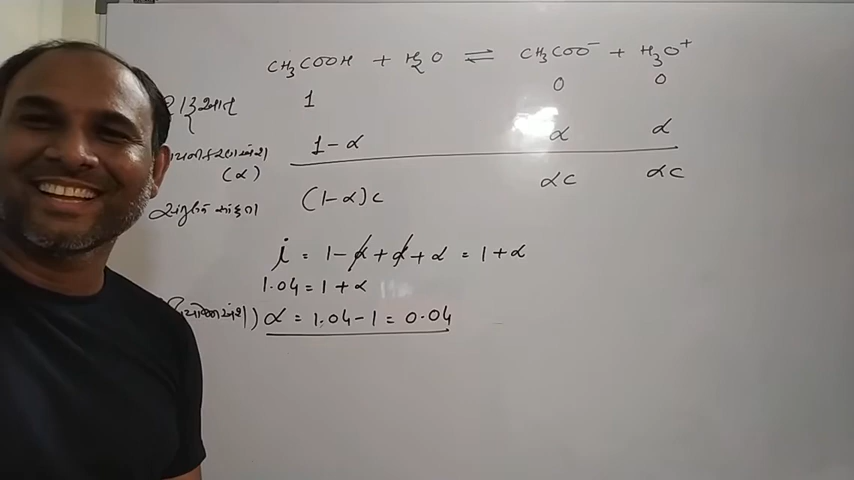 CH₃COOH + H₂O ⇌ CH₃COO⁻ + H₃O⁺
શરૂઆત 1 0 0
1-α α α
(α)
સાંદ્રતા (1-α)c αc αc
i = 1-α+α+α = 1+α
1.04 = 1+α
) α = 1.04-1 = 0.04